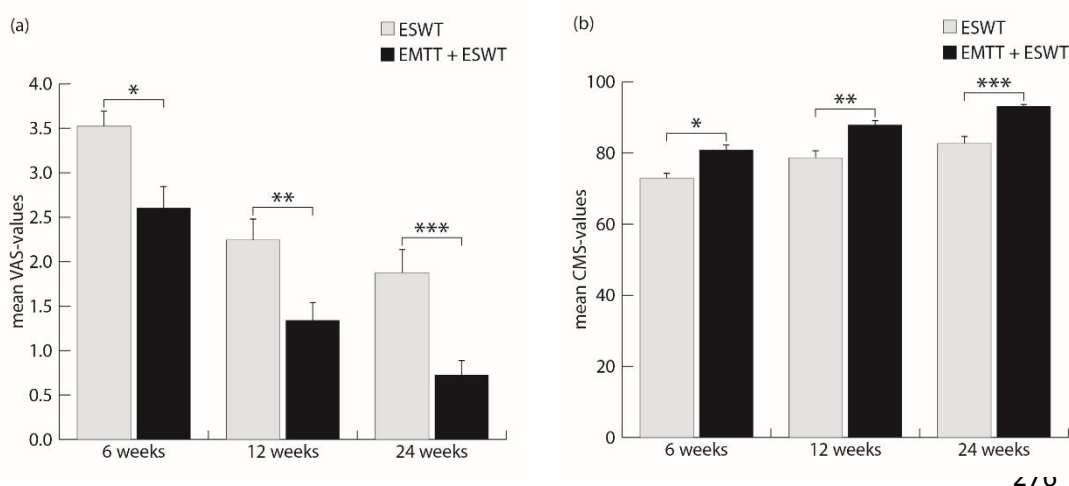 (a)
ESWT
EMTT + ESWT
4.0
3.5
3.0
2.5
2.0
1.5
1.0
0.5
0.0
mean VAS-values
*
**
***
6 weeks
12 weeks
24 weeks
(b)
ESWT
EMTT + ESWT
100
80
60
40
20
0
mean CMS-values
*
**
***
6 weeks
12 weeks
24 weeks